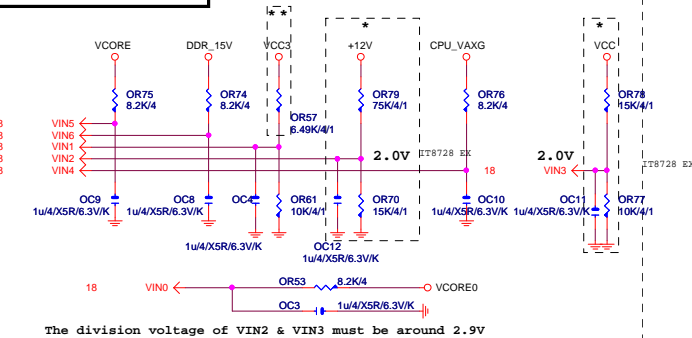 * *
*
*
VCORE
DDR_15V
VCC3
+12V
CPU_VAXG
VCC
OR75
8.2K/4
OR74
8.2K/4
OR57
6.49K/4/1
OR79
75K/4/1
OR76
8.2K/4
OR78
15K/4/1
VIN5
VIN6
VIN1
VIN2
VIN4
2.0V
IT8728 EX
18
2.0V
VIN3
IT8728 EX
OC9
1u/4/X5R/6.3V/K
OC8
1u/4/X5R/6.3V/K
OC4
1u/4/X5R/6.3V/K
OR61
10K/4/1
OC12
1u/4/X5R/6.3V/K
OR70
15K/4/1
OC10
1u/4/X5R/6.3V/K
OC11
1u/4/X5R/6.3V/K
OR77
10K/4/1
18
VIN0
OR53
8.2K/4
VCORE0
OC3
1u/4/X5R/6.3V/K
The division voltage of VIN2 & VIN3 must be around 2.9V